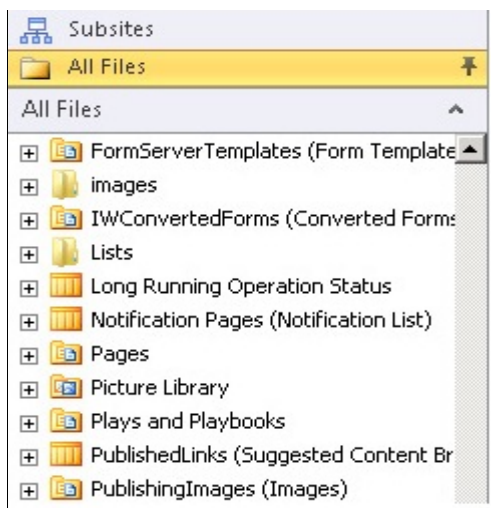 Subsites
All Files
All Files
FormServerTemplates (Form Template
images
IWConvertedForms (Converted Forms
Lists
Long Running Operation Status
Notification Pages (Notification List)
Pages
Picture Library
Plays and Playbooks
PublishedLinks (Suggested Content Br
PublishingImages (Images)